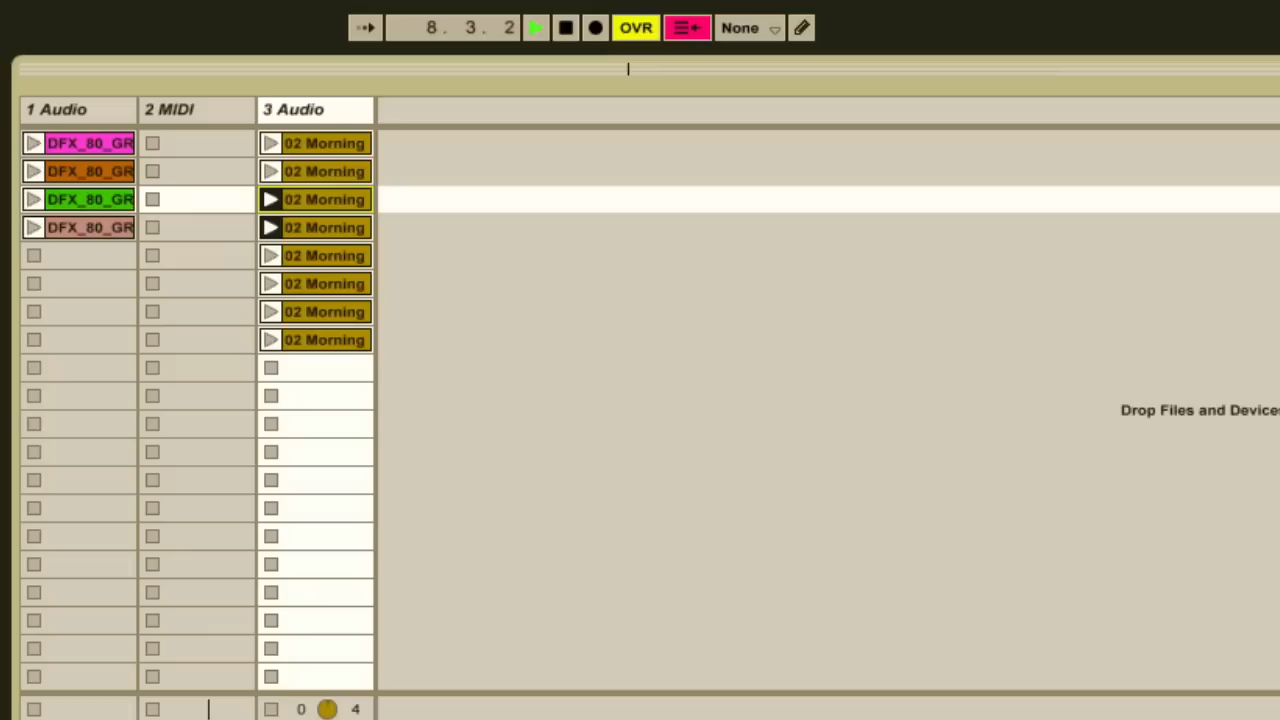 8. 3. 2 OVR None
1 Audio 2 MIDI 3 Audio
DFX_80_GR 02 Morning
DFX_80_GR 02 Morning
DFX_80_GR 02 Morning
DFX_80_GR 02 Morning
02 Morning
02 Morning
02 Morning
02 Morning
Drop Files and Devices
0 4